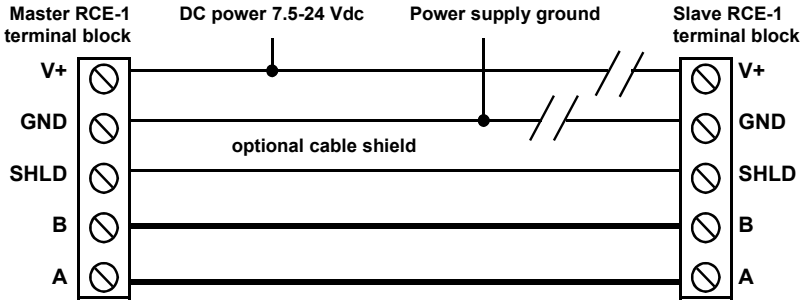 Master RCE-1
terminal block
DC power 7.5-24 Vdc
Power supply ground
Slave RCE-1
terminal block
V+
V+
GND
GND
optional cable shield
SHLD
SHLD
B
B
A
A